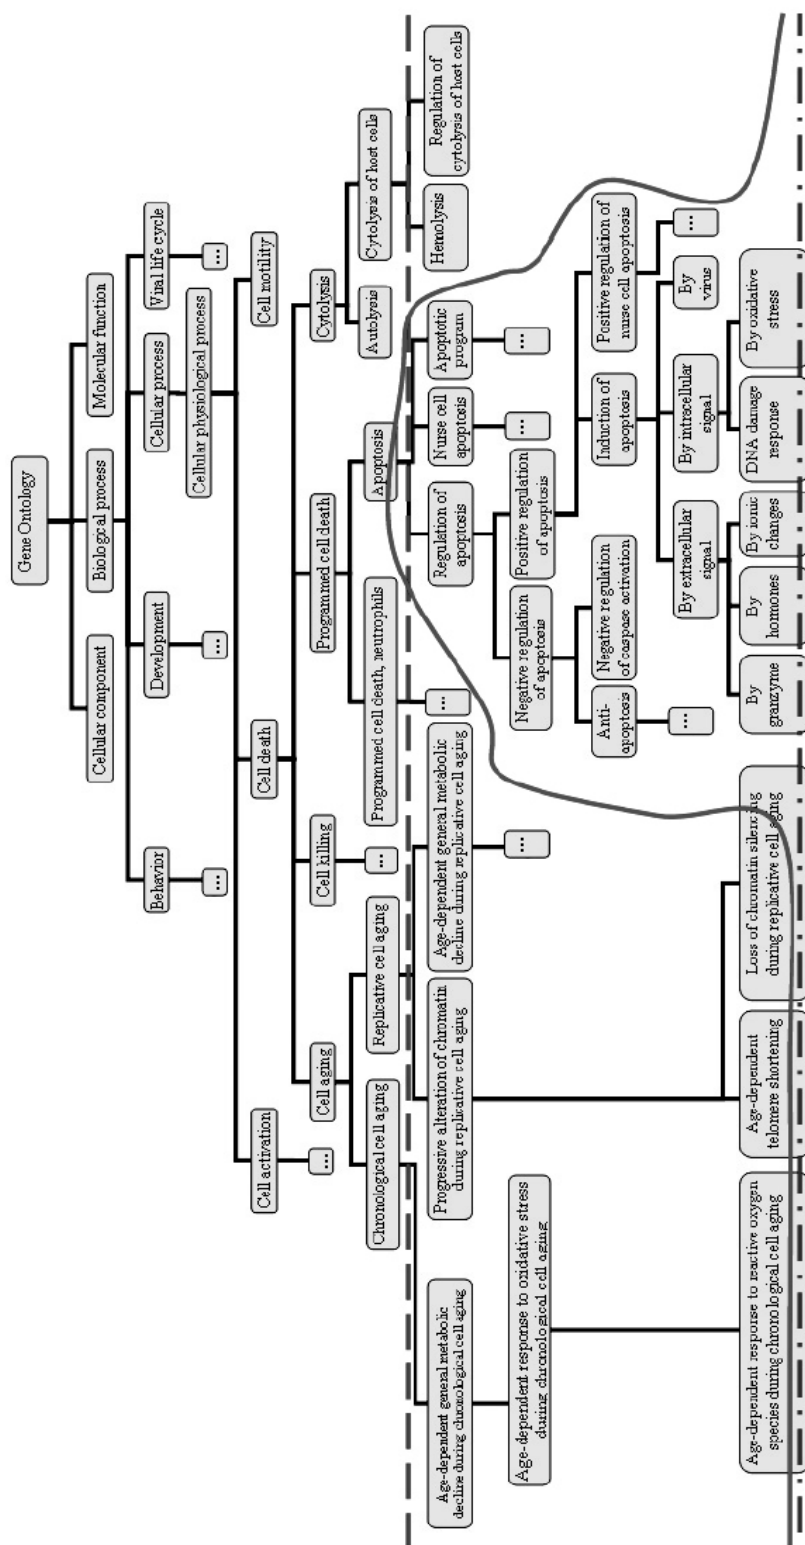 Gene Ontology
Cellular component
Biological process
Molecular function
Behavior
Development
Cellular process
Viral life cycle
...
...
Cellular physiological process
...
Cell activation
Cell death
Cell motility
...
Cell aging
Cell killing
Programmed cell death
Cytolysis
Chronological cell aging
Replicative cell aging
...
Programmed cell death, neutrophils
Apoptosis
Autolysis
Cytolysis of host cells
Age-dependent general metabolic
decline during chronological cell aging
Progressive alteration of chromatin
during replicative cell aging
Age-dependent general metabolic
decline during replicative cell aging
...
Regulation of
apoptosis
Nurse cell
apoptosis
Apoptotic
program
Hemolysis
Regulation of
cytolysis of host cells
Age-dependent response to oxidative stress
during chronological cell aging
...
Negative regulation
of apoptosis
Positive regulation
of apoptosis
...
...
Anti-
apoptosis
Negative regulation
of caspase activation
Induction of
apoptosis
Positive regulation of
nurse cell apoptosis
...
By extracellular
signal
By intracellular
signal
By
virus
...
Age-dependent response to reactive oxygen
species during chronological cell aging
Age-dependent
telomere shortening
Loss of chromatin silencing
during replicative cell aging
By
granzyme
By
hormones
By ionic
changes
DNA damage
response
By oxidative
stress